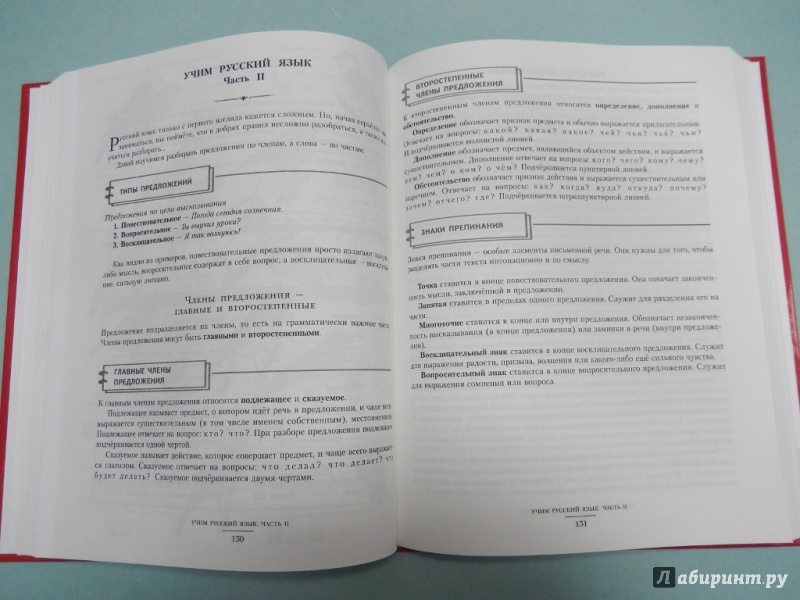 УЧИМ РУССКИЙ ЯЗЫК
Часть II
Русский язык только с первого взгляда кажется сложным. Но, начав серьёзно
заниматься, вы поймёте, что в дебрях правил несложно разобраться, а также
учиться разбирать...
Давай научимся разбирать предложения по членам, а слова — по частям.
ТИПЫ ПРЕДЛОЖЕНИЙ
Предложения по цели высказывания
1. Повествовательное — Погода сегодня солнечная.
2. Вопросительное — Ты выучил уроки?
3. Восклицательное — Я так волнуюсь!
Как видно из примеров, повествовательные предложения просто излагают
либо мысль, вопросительные содержат в себе вопрос, а восклицательные —
сильную эмоцию.
ЧЛЕНЫ ПРЕДЛОЖЕНИЯ —
ГЛАВНЫЕ И ВТОРОСТЕПЕННЫЕ
Предложение подразделяется на члены, то есть на грамматически важные части.
Члены предложения могут быть главными и второстепенными.
ГЛАВНЫЕ ЧЛЕНЫ
ПРЕДЛОЖЕНИЯ
К главным членам предложения относятся подлежащее и сказуемое.
Подлежащее называет предмет, о котором идёт речь в предложении, и чаще всего
выражается существительным (в том числе именем собственным), местоимением.
Подлежащее отвечает на вопрос: кто? что? При разборе предложения подлежащее
подчёркивается одной чертой.
Сказуемое называет действие, которое совершает предмет, и чаще всего выражается
глаголом. Сказуемое отвечает на вопросы: что делал? что делает? что
будет делать? Сказуемое подчёркивается двумя чертами.
УЧИМ РУССКИЙ ЯЗЫК. ЧАСТЬ II
130
ВТОРОСТЕПЕННЫЕ
ЧЛЕНЫ ПРЕДЛОЖЕНИЯ
К второстепенным членам предложения относятся определение, дополнение и
обстоятельство.
Определение обозначает признак предмета и обычно выражается прилагательным.
Отвечает на вопросы: какой? какая? какое? чей? чья? чьё? чьи?
И подчёркивается волнистой линией.
Дополнение обозначает предмет, являющийся объектом действия, и выражается
существительным. Дополнение отвечает на вопросы кого? чего? кому? чему?
кем? чем? о ком? о чём? Подчёркивается пунктирной линией.
Обстоятельство обозначает признак действия и выражается существительным или
наречием. Отвечает на вопросы: как? когда? куда? откуда? почему?
зачем? отчего? где? Подчёркивается штрихпунктирной линией.
ЗНАКИ ПРЕПИНАНИЯ
Знаки препинания — особые элементы письменной речи. Они нужны для того, чтобы
разделять части текста интонационно и по смыслу.
Точка ставится в конце повествовательного предложения. Она означает закончен-
ность мысли, заключённой в предложении.
Запятая ставится в пределах одного предложения. Служит для разделения его на
части.
Многоточие ставится в конце или внутри предложения. Обозначает незакончен-
ность высказывания (в конце предложения) или заминки в речи (внутри предложе-
ния).
Восклицательный знак ставится в конце восклицательного предложения. Служит
для выражения радости, призыва, волнения или какого-либо ещё сильного чувства.
Вопросительный знак ставится в конце вопросительного предложения. Служит
для выражения сомнения или вопроса.
УЧИМ РУССКИЙ ЯЗЫК. ЧАСТЬ II
131
Лабиринт.ру